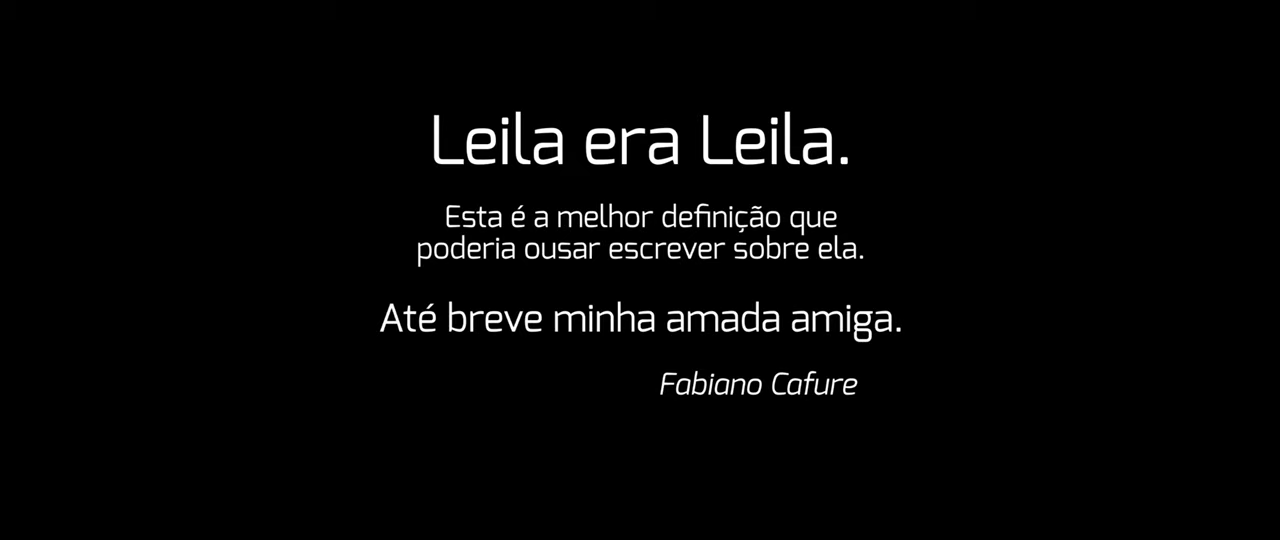 Leila era Leila.
Esta é a melhor definição que
poderia ousar escrever sobre ela.
Até breve minha amada amiga.
Fabiano Cafure